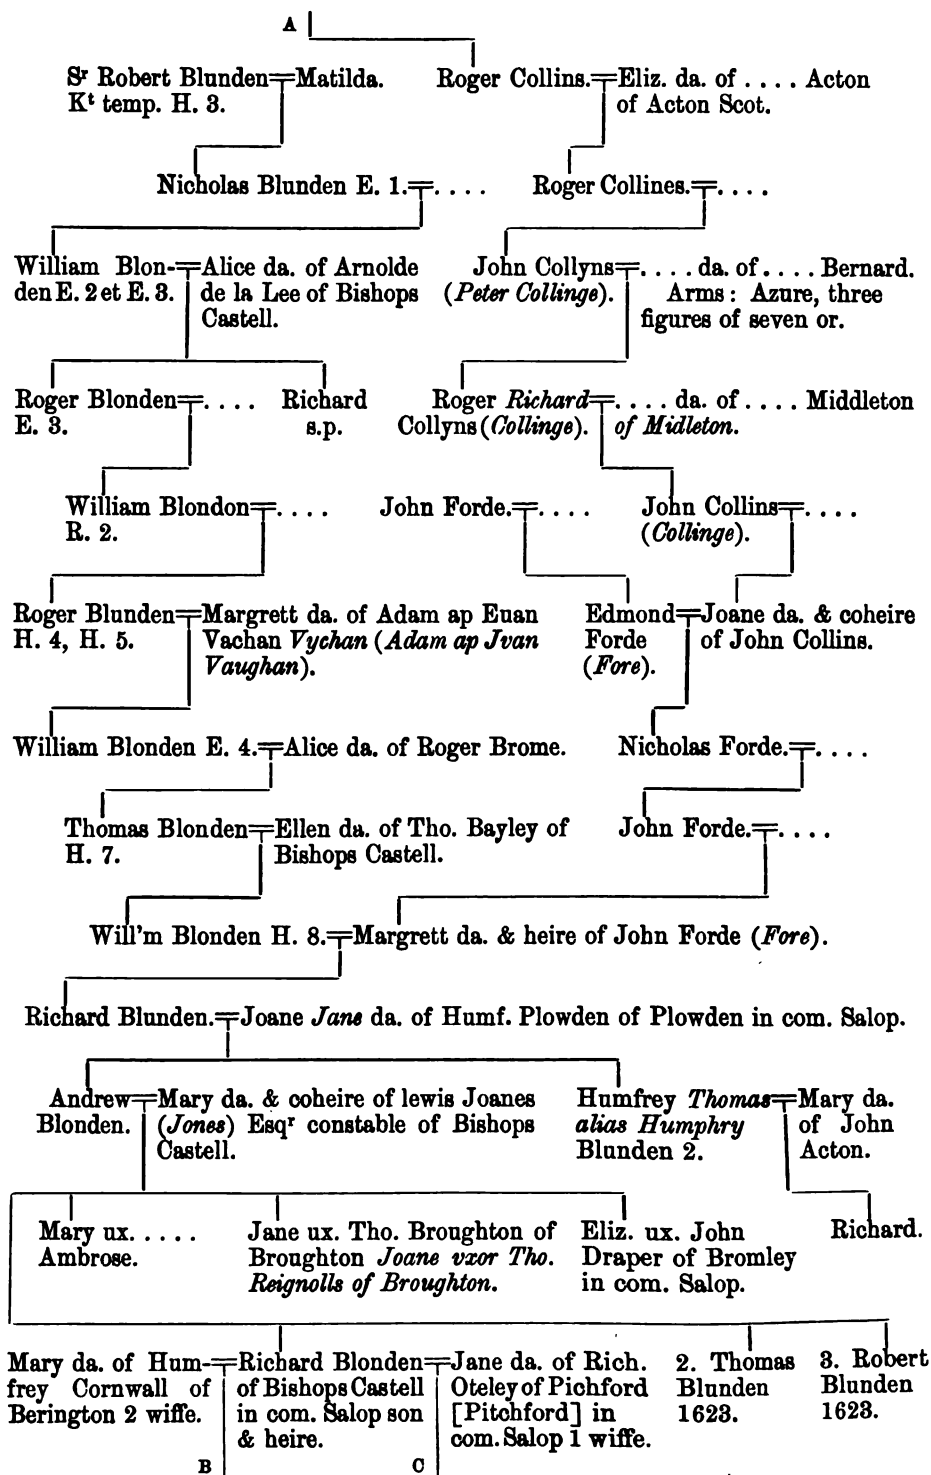 A
Sr Robert Blunden=Matilda.
Kt temp. H. 3.
Roger Collins.=Eliz. da. of .... Acton
of Acton Scot.
Nicholas Blunden E. 1.=....
Roger Collines.=....
William Blon-=Alice da. of Arnolde
den E. 2 et E. 3. de la Lee of Bishops
Castell.
John Collyns=.... da. of .... Bernard.
(Peter Collinge). Arms: Azure, three
figures of seven or.
Roger Blonden=....
E. 3.
Richard
s.p.
Roger Richard=.... da. of .... Middleton
Collyns (Collinge). of Midleton.
William Blondon=....
R. 2.
John Forde.=....
John Collins=....
(Collinge).
Roger Blunden=Margrett da. of Adam ap Euan
H. 4, H. 5. Vachan Vychan (Adam ap Jvan
Vaughan).
Edmond=Joane da. & coheire
Forde of John Collins.
(Fore).
William Blonden E. 4.=Alice da. of Roger Brome.
Nicholas Forde.=....
Thomas Blonden=Ellen da. of Tho. Bayley of
H. 7. Bishops Castell.
John Forde.=....
Will'm Blonden H. 8.=Margrett da. & heire of John Forde (Fore).
Richard Blunden.=Joane Jane da. of Humf. Plowden of Plowden in com. Salop.
Andrew=Mary da. & coheire of lewis Joanes
Blonden. (Jones) Esqr constable of Bishops
Castell.
Humfrey Thomas=Mary da.
alias Humphry of John
Blunden 2. Acton.
Mary ux. ....
Ambrose.
Jane ux. Tho. Broughton of
Broughton Joane vxor Tho.
Reignolls of Broughton.
Eliz. ux. John
Draper of Bromley
in com. Salop.
Richard.
Mary da. of Hum-=Richard Blonden=Jane da. of Rich.
frey Cornwall of of Bishops Castell Oteley of Pichford
Berington 2 wiffe. in com. Salop son [Pitchford] in
& heire. com. Salop 1 wiffe.
2. Thomas
Blunden
1623.
3. Robert
Blunden
1623.
B C